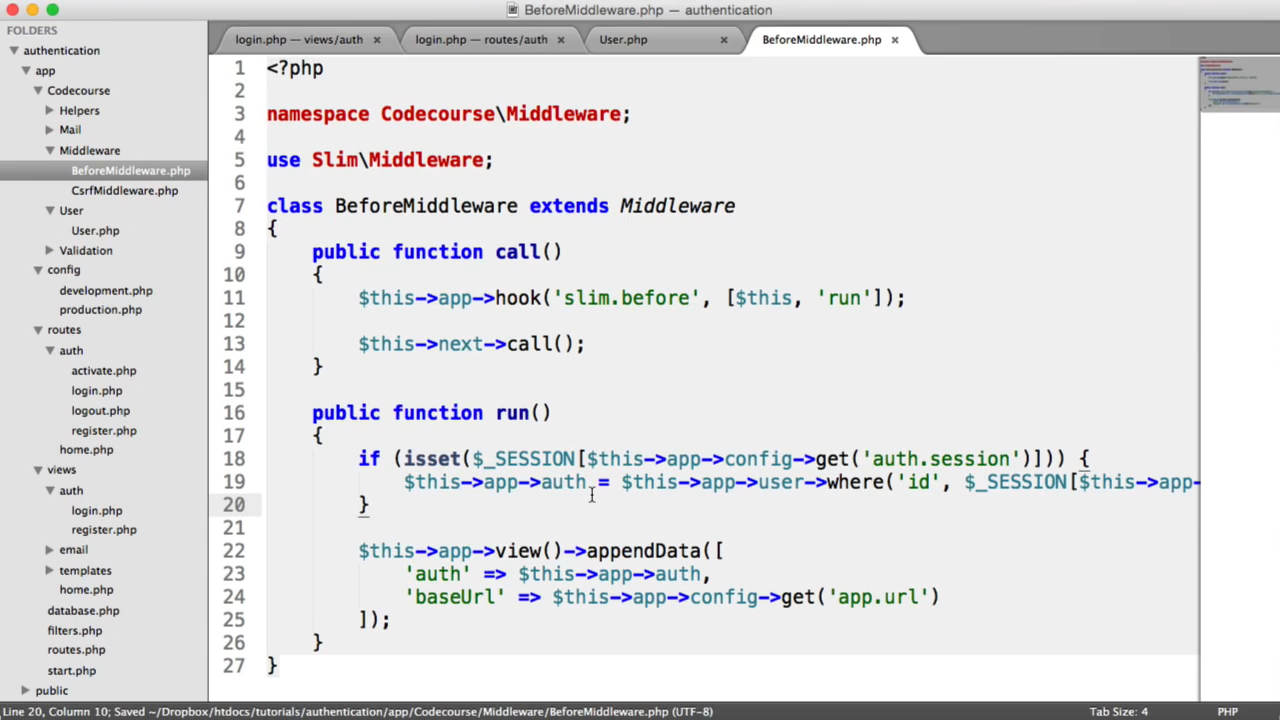 BeforeMiddleware.php — authentication
FOLDERS
authentication
app
Codecourse
Helpers
Mail
Middleware
BeforeMiddleware.php
CsrfMiddleware.php
User
User.php
Validation
config
development.php
production.php
routes
auth
activate.php
login.php
logout.php
register.php
home.php
views
auth
login.php
register.php
email
templates
home.php
database.php
filters.php
routes.php
start.php
public
login.php — views/auth ×
login.php — routes/auth ×
User.php ×
BeforeMiddleware.php ×
1 <?php
2
3 namespace Codecourse\Middleware;
4
5 use Slim\Middleware;
6
7 class BeforeMiddleware extends Middleware
8 {
9 public function call()
10 {
11 $this->app->hook('slim.before', [$this, 'run']);
12
13 $this->next->call();
14 }
15
16 public function run()
17 {
18 if (isset($_SESSION[$this->app->config->get('auth.session')])) {
19 $this->app->auth = $this->app->user->where('id', $_SESSION[$this->app-
20 }
21
22 $this->app->view()->appendData([
23 'auth' => $this->app->auth,
24 'baseUrl' => $this->app->config->get('app.url')
25 ]);
26 }
27 }
Line 20, Column 10; Saved ~/Dropbox/htdocs/tutorials/authentication/app/Codecourse/Middleware/BeforeMiddleware.php (UTF-8)
Tab Size: 4
PHP